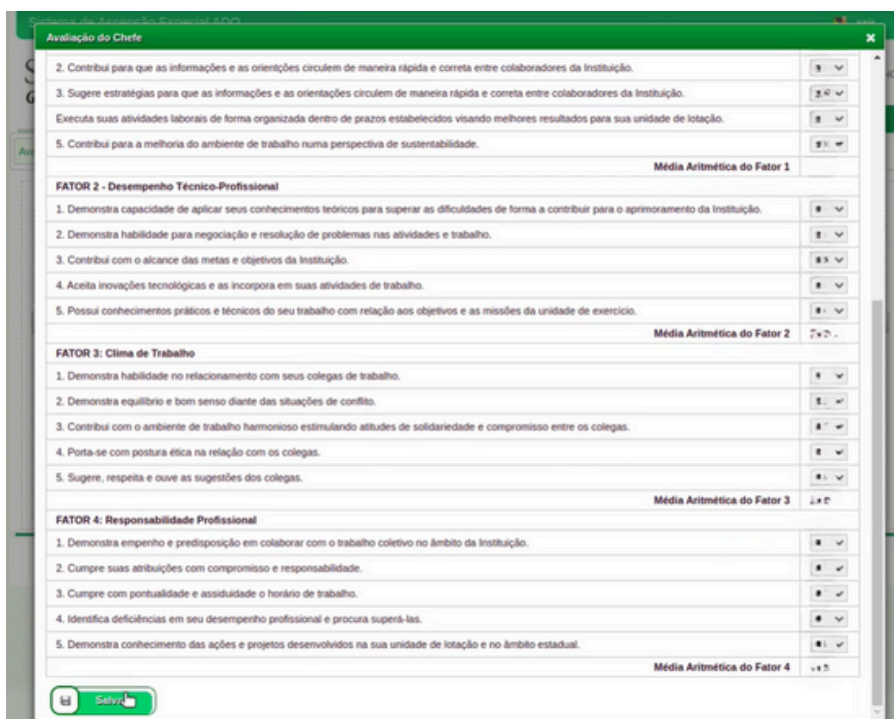 Sistema de Ascensão Especial ADO
Avaliação do Chefe
2. Contribui para que as informações e as orientções circulem de maneira rápida e correta entre colaboradores da Instituição.
3. Sugere estratégias para que as informações e as orientações circulem de maneira rápida e correta entre colaboradores da Instituição.
Executa suas atividades laborais de forma organizada dentro de prazos estabelecidos visando melhores resultados para sua unidade de lotação.
5. Contribui para a melhoria do ambiente de trabalho numa perspectiva de sustentabilidade.
Média Aritmética do Fator 1
FATOR 2 - Desempenho Técnico-Profissional
1. Demonstra capacidade de aplicar seus conhecimentos teóricos para superar as dificuldades de forma a contribuir para o aprimoramento da Instituição.
2. Demonstra habilidade para negociação e resolução de problemas nas atividades e trabalho.
3. Contribui com o alcance das metas e objetivos da Instituição.
4. Aceita inovações tecnológicas e as incorpora em suas atividades de trabalho.
5. Possui conhecimentos práticos e técnicos do seu trabalho com relação aos objetivos e as missões da unidade de exercício.
Média Aritmética do Fator 2
FATOR 3: Clima de Trabalho
1. Demonstra habilidade no relacionamento com seus colegas de trabalho.
2. Demonstra equilíbrio e bom senso diante das situações de conflito.
3. Contribui com o ambiente de trabalho harmonioso estimulando atitudes de solidariedade e compromisso entre os colegas.
4. Porta-se com postura ética na relação com os colegas.
5. Sugere, respeita e ouve as sugestões dos colegas.
Média Aritmética do Fator 3
FATOR 4: Responsabilidade Profissional
1. Demonstra empenho e predisposição em colaborar com o trabalho coletivo no âmbito da Instituição.
2. Cumpre suas atribuições com compromisso e responsabilidade.
3. Cumpre com pontualidade e assiduidade o horário de trabalho.
4. Identifica deficiências em seu desempenho profissional e procura superá-las.
5. Demonstra conhecimento das ações e projetos desenvolvidos na sua unidade de lotação e no âmbito estadual.
Média Aritmética do Fator 4
Salvar